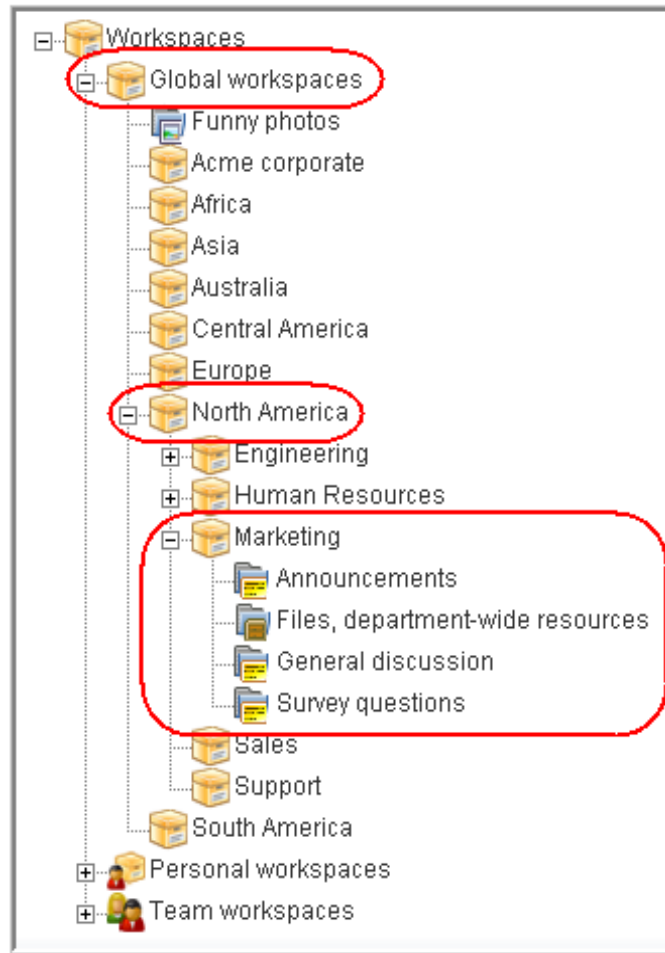 Workspaces
Global workspaces
Funny photos
Acme corporate
Africa
Asia
Australia
Central America
Europe
North America
Engineering
Human Resources
Marketing
Announcements
Files, department-wide resources
General discussion
Survey questions
Sales
Support
South America
Personal workspaces
Team workspaces